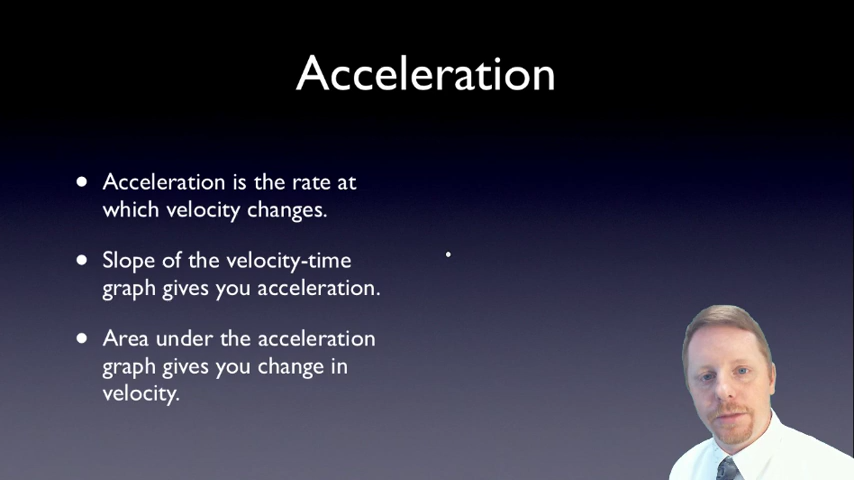 Acceleration
• Acceleration is the rate at
which velocity changes.
• Slope of the velocity-time
graph gives you acceleration.
• Area under the acceleration
graph gives you change in
velocity.